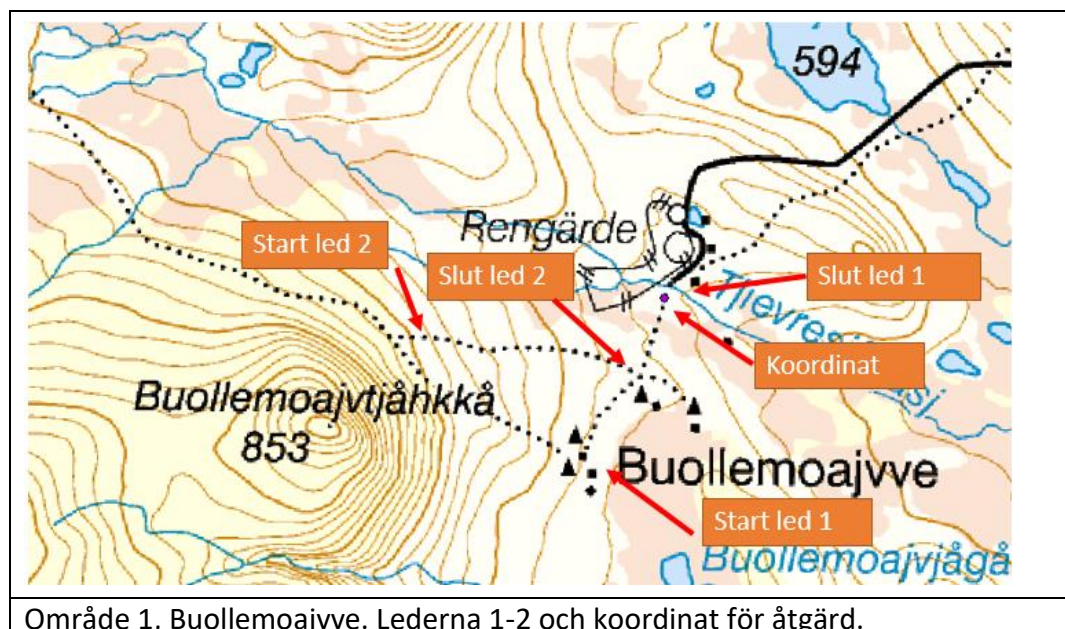 594
Rengärde
Start led 2
Slut led 2
Slut led 1
Koordinat
Buollemoajvtjåhkkå
853
Buollemoajvve
Start led 1
Buollemoajvjågå
Område 1. Buollemoajvve. Lederna 1-2 och koordinat för åtgärd.